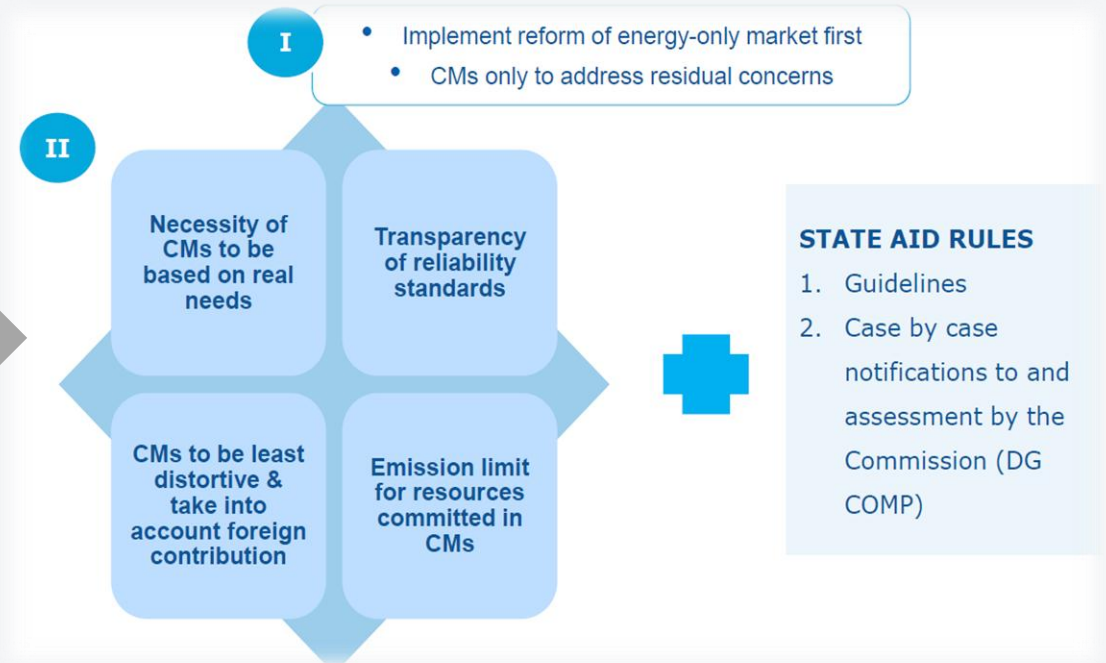 I
• Implement reform of energy-only market first
• CMs only to address residual concerns
II
Necessity of
CMs to be
based on real
needs
Transparency
of reliability
standards
CMs to be least
distortive &
take into
account foreign
contribution
Emission limit
for resources
committed in
CMs
STATE AID RULES
1. Guidelines
2. Case by case
notifications to and
assessment by the
Commission (DG
COMP)